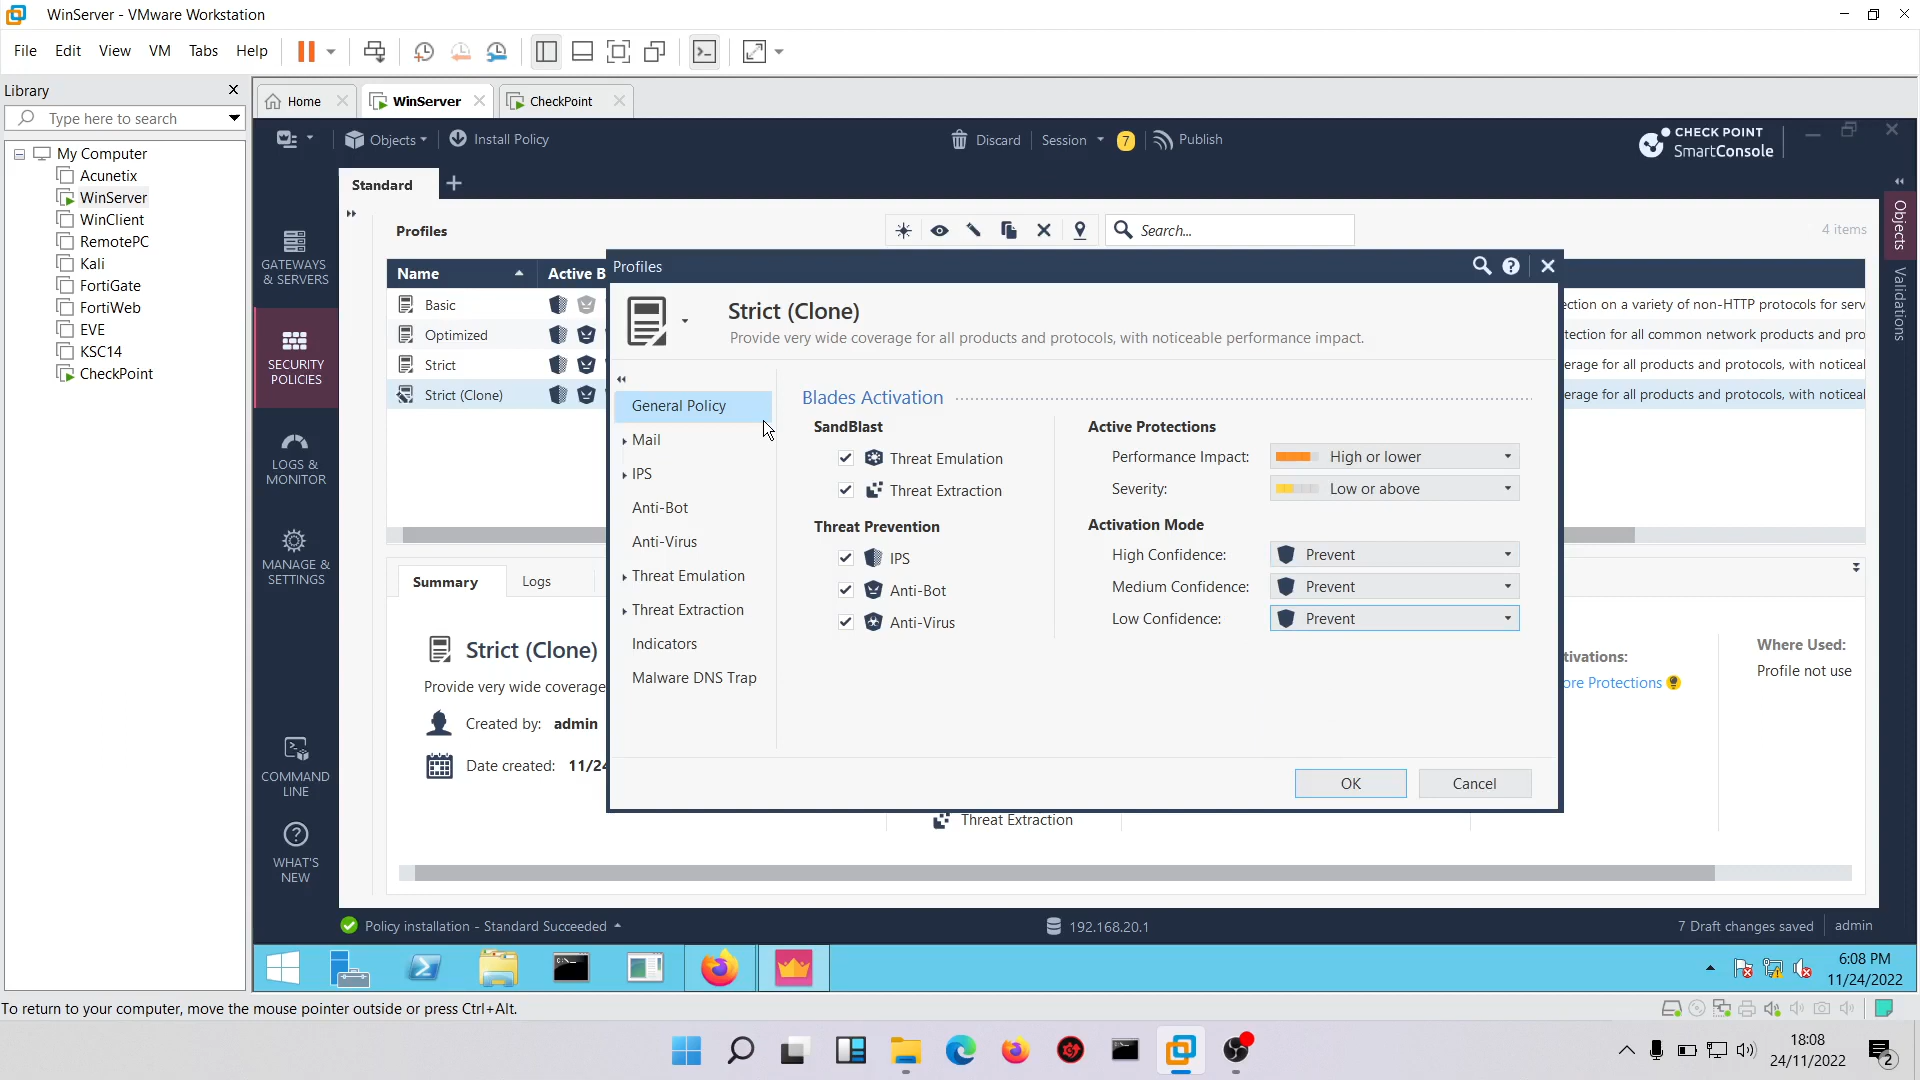 WinServer - VMware Workstation
File Edit View VM Tabs Help
Library
Type here to search
My Computer
Acunetix
WinServer
WinClient
RemotePC
Kali
FortiGate
FortiWeb
EVE
KSC14
CheckPoint
Home
WinServer
CheckPoint
Objects
Install Policy
Discard
Session
7
Publish
CHECK POINT
SmartConsole
Standard
GATEWAYS
& SERVERS
SECURITY
POLICIES
LOGS &
MONITOR
MANAGE &
SETTINGS
COMMAND
LINE
WHAT'S
NEW
Profiles
Search...
4 items
Objects
Validations
Name
Active B
Basic
ection on a variety of non-HTTP protocols for serv
Optimized
tection for all common network products and pro
Strict
erage for all products and protocols, with noticeal
Strict (Clone)
erage for all products and protocols, with noticeal
Profiles
Strict (Clone)
Provide very wide coverage for all products and protocols, with noticeable performance impact.
General Policy
Mail
IPS
Anti-Bot
Anti-Virus
Threat Emulation
Threat Extraction
Indicators
Malware DNS Trap
Blades Activation
SandBlast
Threat Emulation
Threat Extraction
Threat Prevention
IPS
Anti-Bot
Anti-Virus
Active Protections
Performance Impact: High or lower
Severity: Low or above
Activation Mode
High Confidence: Prevent
Medium Confidence: Prevent
Low Confidence: Prevent
OK
Cancel
Summary
Logs
Strict (Clone)
Provide very wide coverage
Created by: admin
Date created: 11/24
Threat Extraction
tivations:
ore Protections
Where Used:
Profile not use
Policy installation - Standard Succeeded
192.168.20.1
7 Draft changes saved
admin
6:08 PM
11/24/2022
To return to your computer, move the mouse pointer outside or press Ctrl+Alt.
18:08
24/11/2022
2